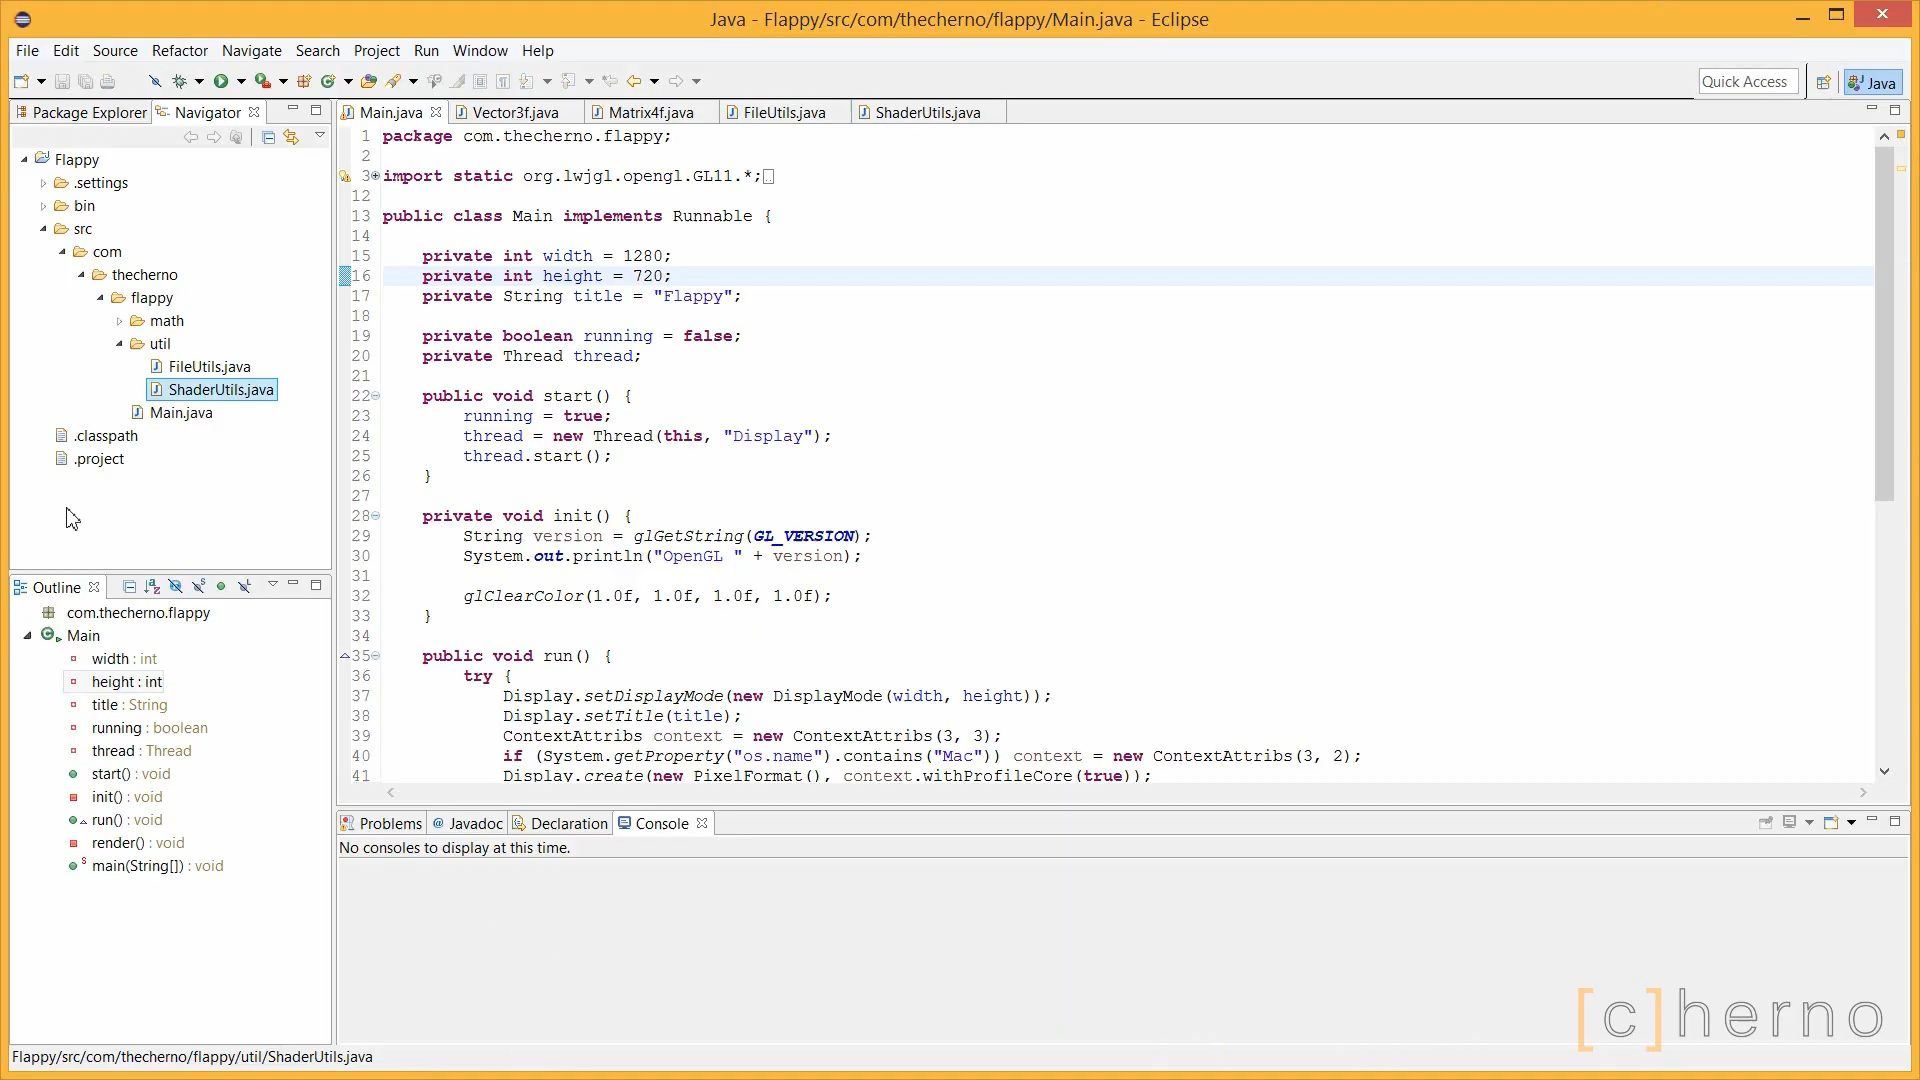 Java - Flappy/src/com/thecherno/flappy/Main.java - Eclipse
File Edit Source Refactor Navigate Search Project Run Window Help
Quick Access Java
Package Explorer Navigator
Main.java Vector3f.java Matrix4f.java FileUtils.java ShaderUtils.java
Flappy
.settings
bin
src
com
thecherno
flappy
math
util
FileUtils.java
ShaderUtils.java
Main.java
.classpath
.project
1 package com.thecherno.flappy;
2
3 import static org.lwjgl.opengl.GL11.*;
12
13 public class Main implements Runnable {
14
15 private int width = 1280;
16 private int height = 720;
17 private String title = "Flappy";
18
19 private boolean running = false;
20 private Thread thread;
21
22 public void start() {
23 running = true;
24 thread = new Thread(this, "Display");
25 thread.start();
26 }
27
28 private void init() {
29 String version = glGetString(GL_VERSION);
30 System.out.println("OpenGL " + version);
31
32 glClearColor(1.0f, 1.0f, 1.0f, 1.0f);
33 }
34
35 public void run() {
36 try {
37 Display.setDisplayMode(new DisplayMode(width, height));
38 Display.setTitle(title);
39 ContextAttribs context = new ContextAttribs(3, 3);
40 if (System.getProperty("os.name").contains("Mac")) context = new ContextAttribs(3, 2);
41 Display.create(new PixelFormat(), context.withProfileCore(true));
Outline
com.thecherno.flappy
Main
width : int
height : int
title : String
running : boolean
thread : Thread
start() : void
init() : void
run() : void
render() : void
main(String[]) : void
Problems Javadoc Declaration Console
No consoles to display at this time.
[c]herno
Flappy/src/com/thecherno/flappy/util/ShaderUtils.java